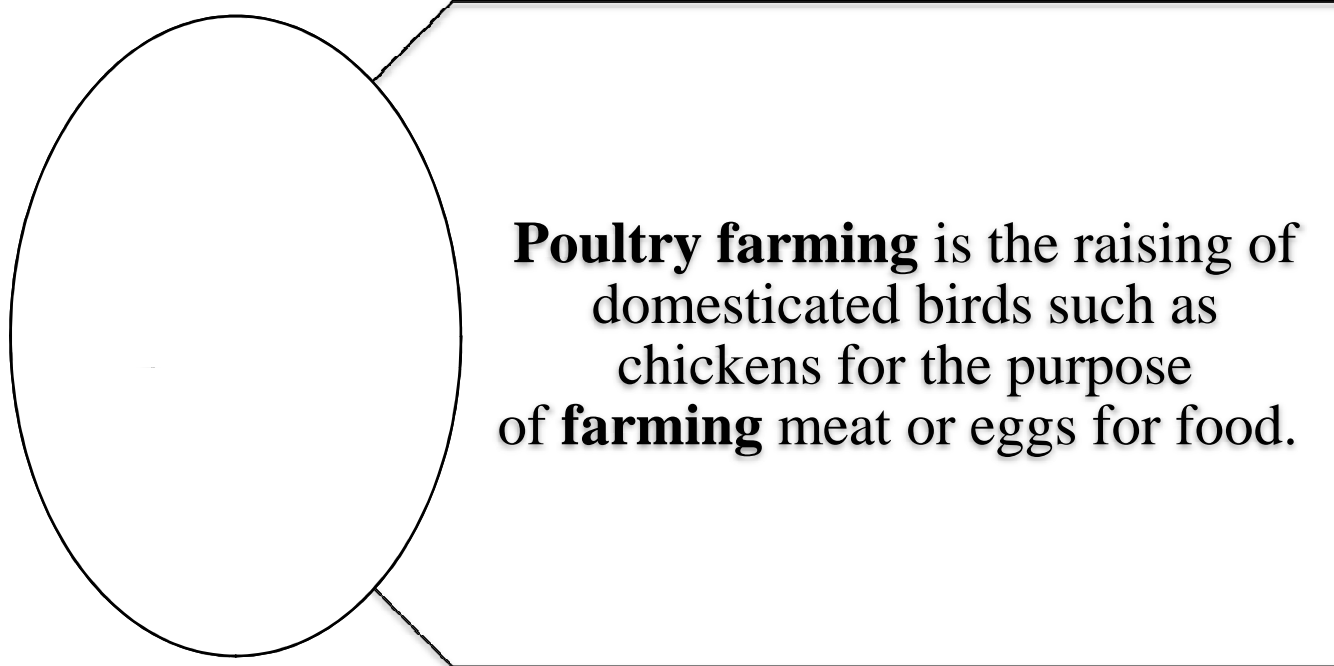 Poultry farming is the raising of
domesticated birds such as
chickens for the purpose
of farming meat or eggs for food.